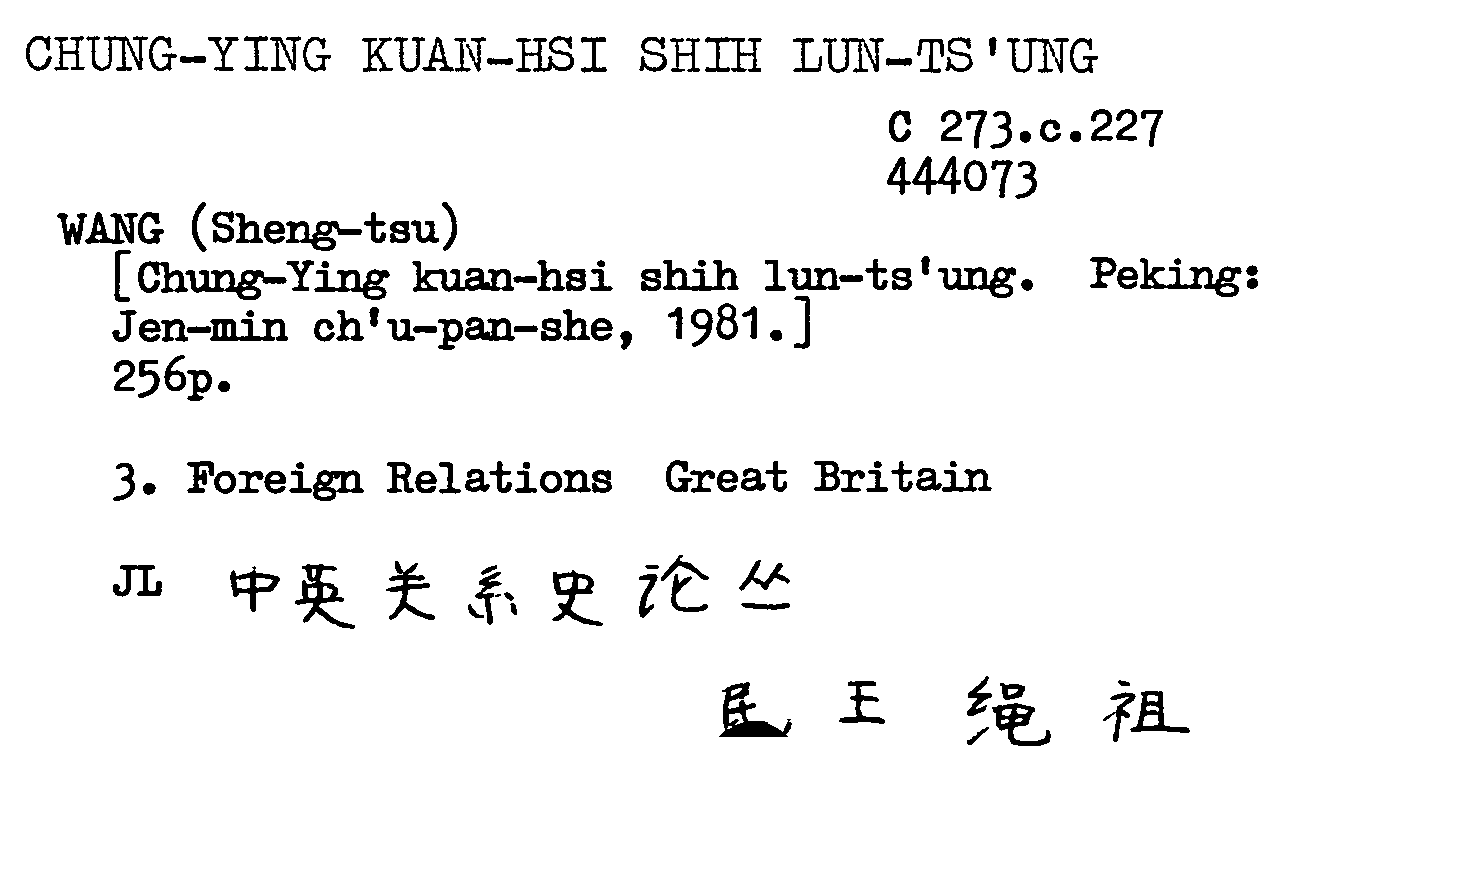 CHUNG-YING KUAN-HSI SHIH LUN-TS'UNG
C 273.c.227
444073
WANG (Sheng-tsu)
[Chung-Ying kuan-hsi shih lun-ts'ung. Peking:
Jen-min ch'u-pan-she, 1981.]
256p.
3. Foreign Relations Great Britain
JL 中英关系史论丛
民 王绳祖